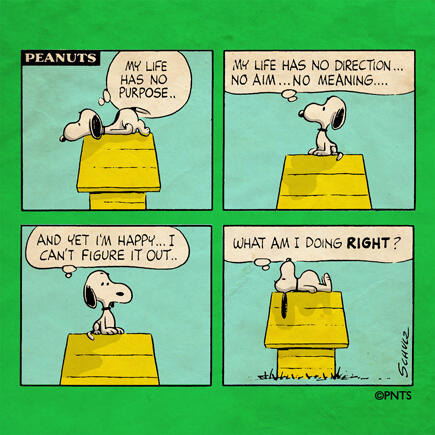 PEANUTS
MY LIFE
HAS NO
PURPOSE..
MY LIFE HAS NO DIRECTION...
NO AIM...NO MEANING....
AND YET I'M HAPPY...I
CAN'T FIGURE IT OUT..
WHAT AM I DOING RIGHT?
SCHULZ
©PNTS